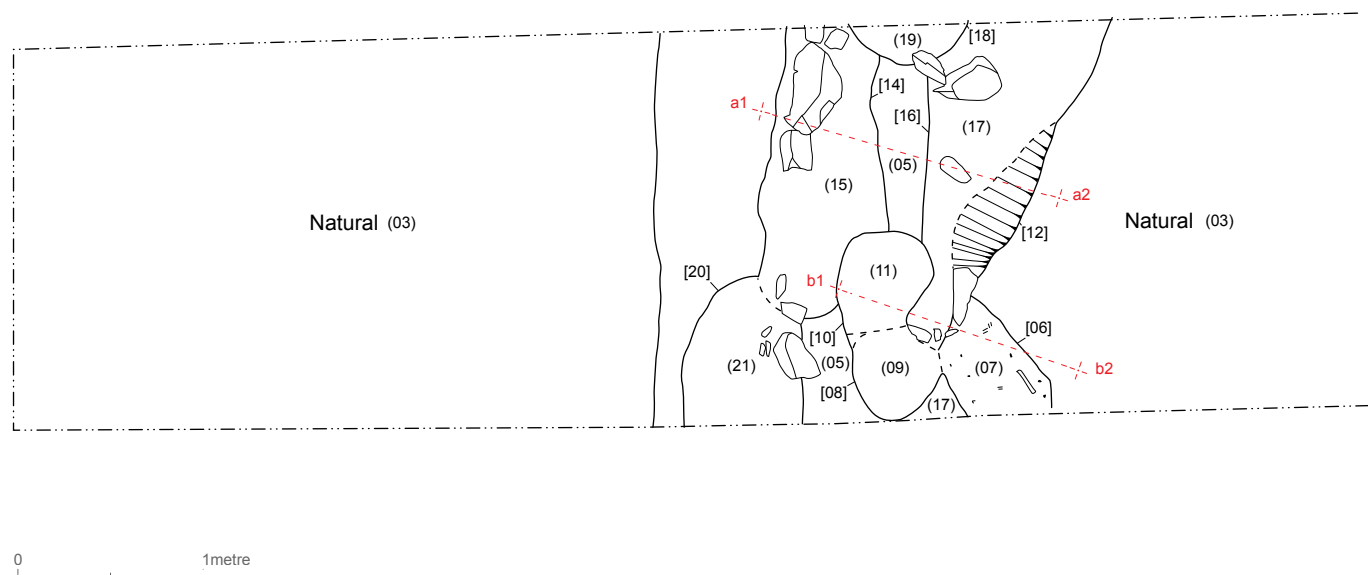 (19)
[18]
[14]
a1
[16]
(17)
(05)
(15)
a2
Natural (03)
Natural (03)
[12]
[20]
(11)
b1
[06]
[10]
(21)
(05)
(09)
(07)
b2
[08]
(17)
0
1metre